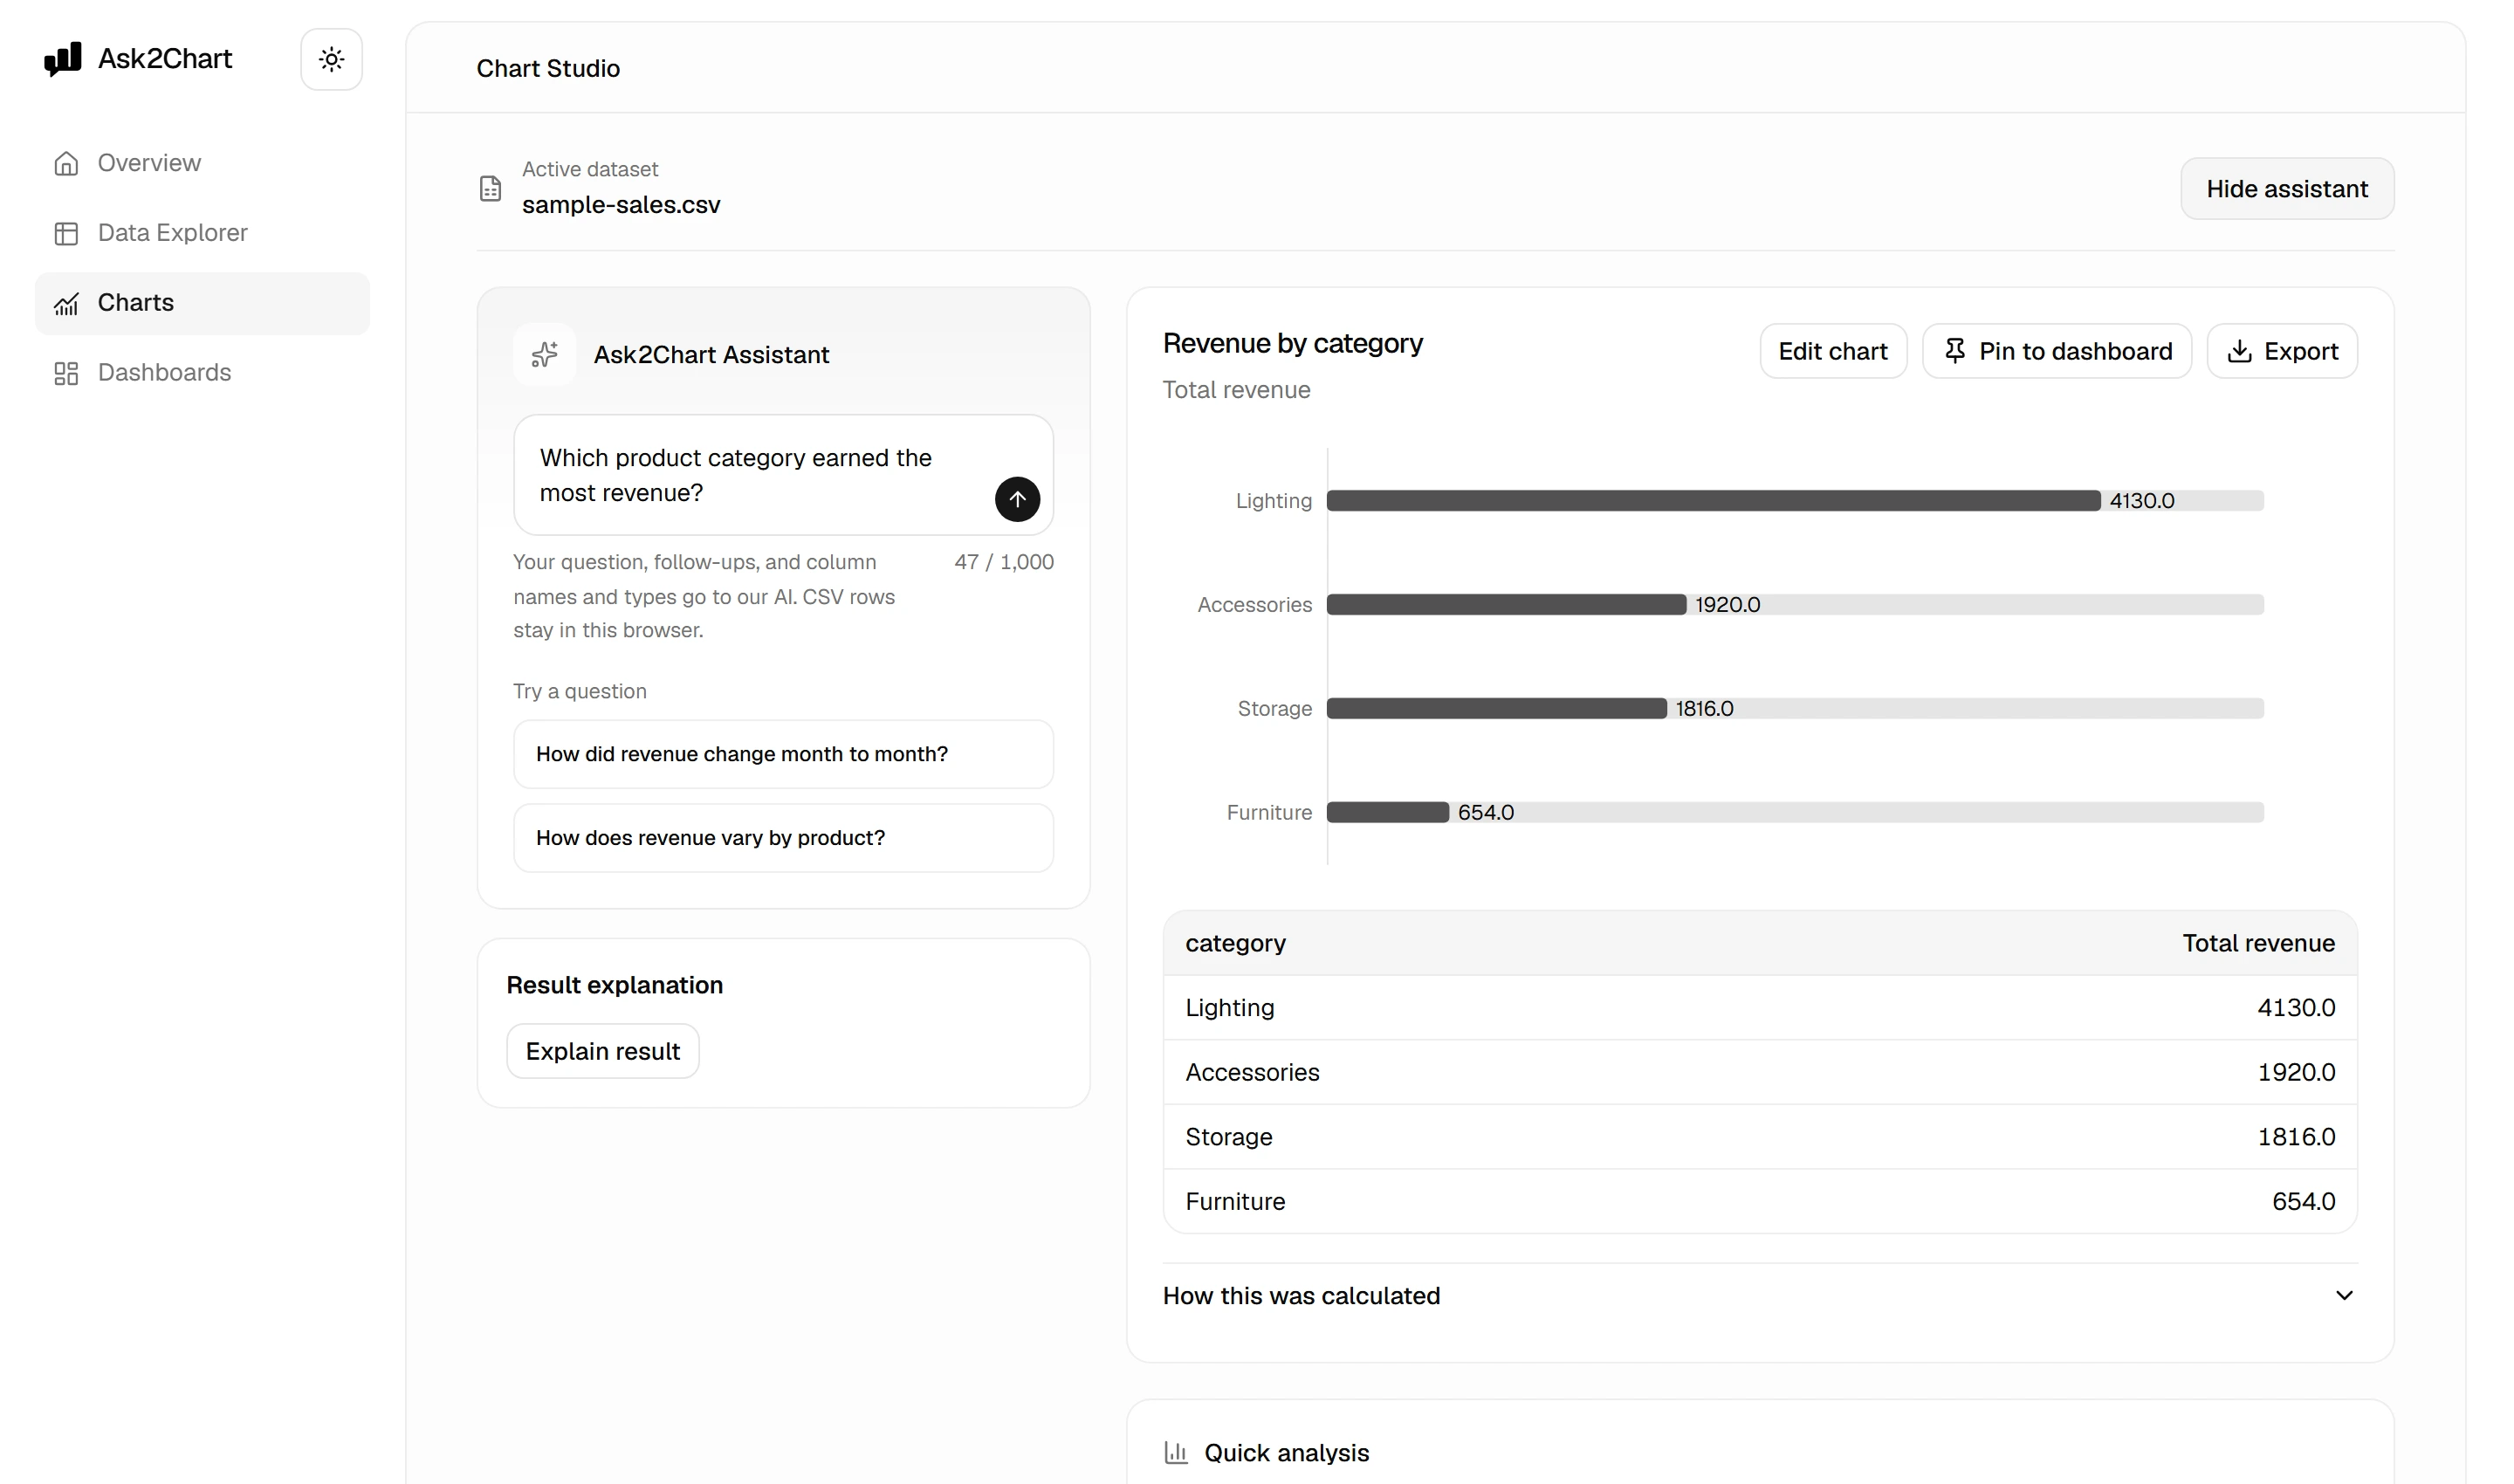 Ask2Chart
Overview
Data Explorer
Charts
Dashboards
Chart Studio
Active dataset
sample-sales.csv
Hide assistant
Ask2Chart Assistant
Which product category earned the
most revenue?
Your question, follow-ups, and column
names and types go to our AI. CSV rows
stay in this browser.
47 / 1,000
Try a question
How did revenue change month to month?
How does revenue vary by product?
Result explanation
Explain result
Revenue by category
Total revenue
Edit chart
Pin to dashboard
Export
Lighting 4130.0
Accessories 1920.0
Storage 1816.0
Furniture 654.0
category Total revenue
Lighting 4130.0
Accessories 1920.0
Storage 1816.0
Furniture 654.0
How this was calculated
Quick analysis